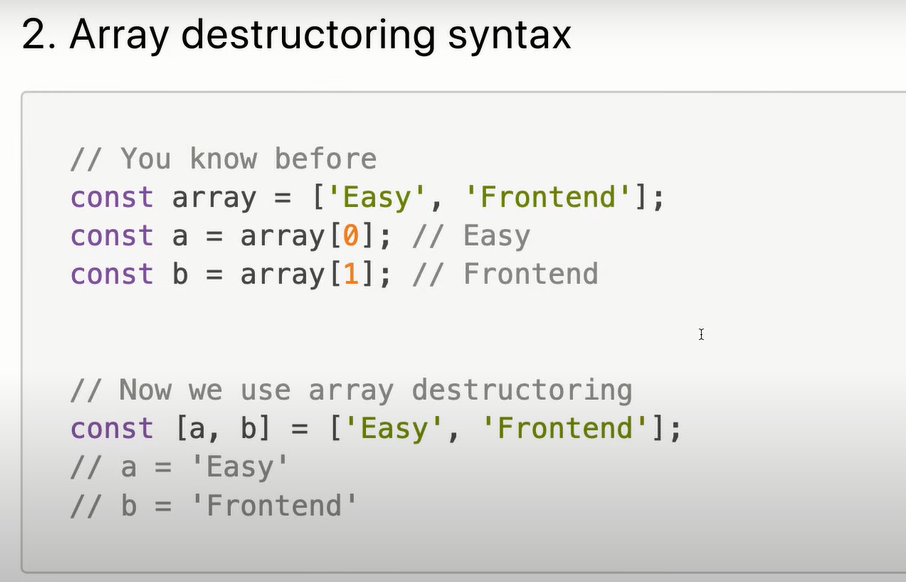 2. Array destructoring syntax
// You know before
const array = ['Easy', 'Frontend'];
const a = array[0]; // Easy
const b = array[1]; // Frontend
// Now we use array destructoring
const [a, b] = ['Easy', 'Frontend'];
// a = 'Easy'
// b = 'Frontend'